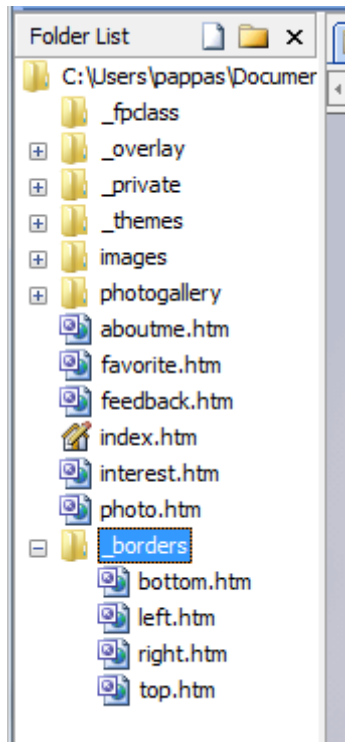 Folder List
C:\Users\pappas\Documer
_fpclass
_overlay
_private
_themes
images
photogallery
aboutme.htm
favorite.htm
feedback.htm
index.htm
interest.htm
photo.htm
_borders
bottom.htm
left.htm
right.htm
top.htm